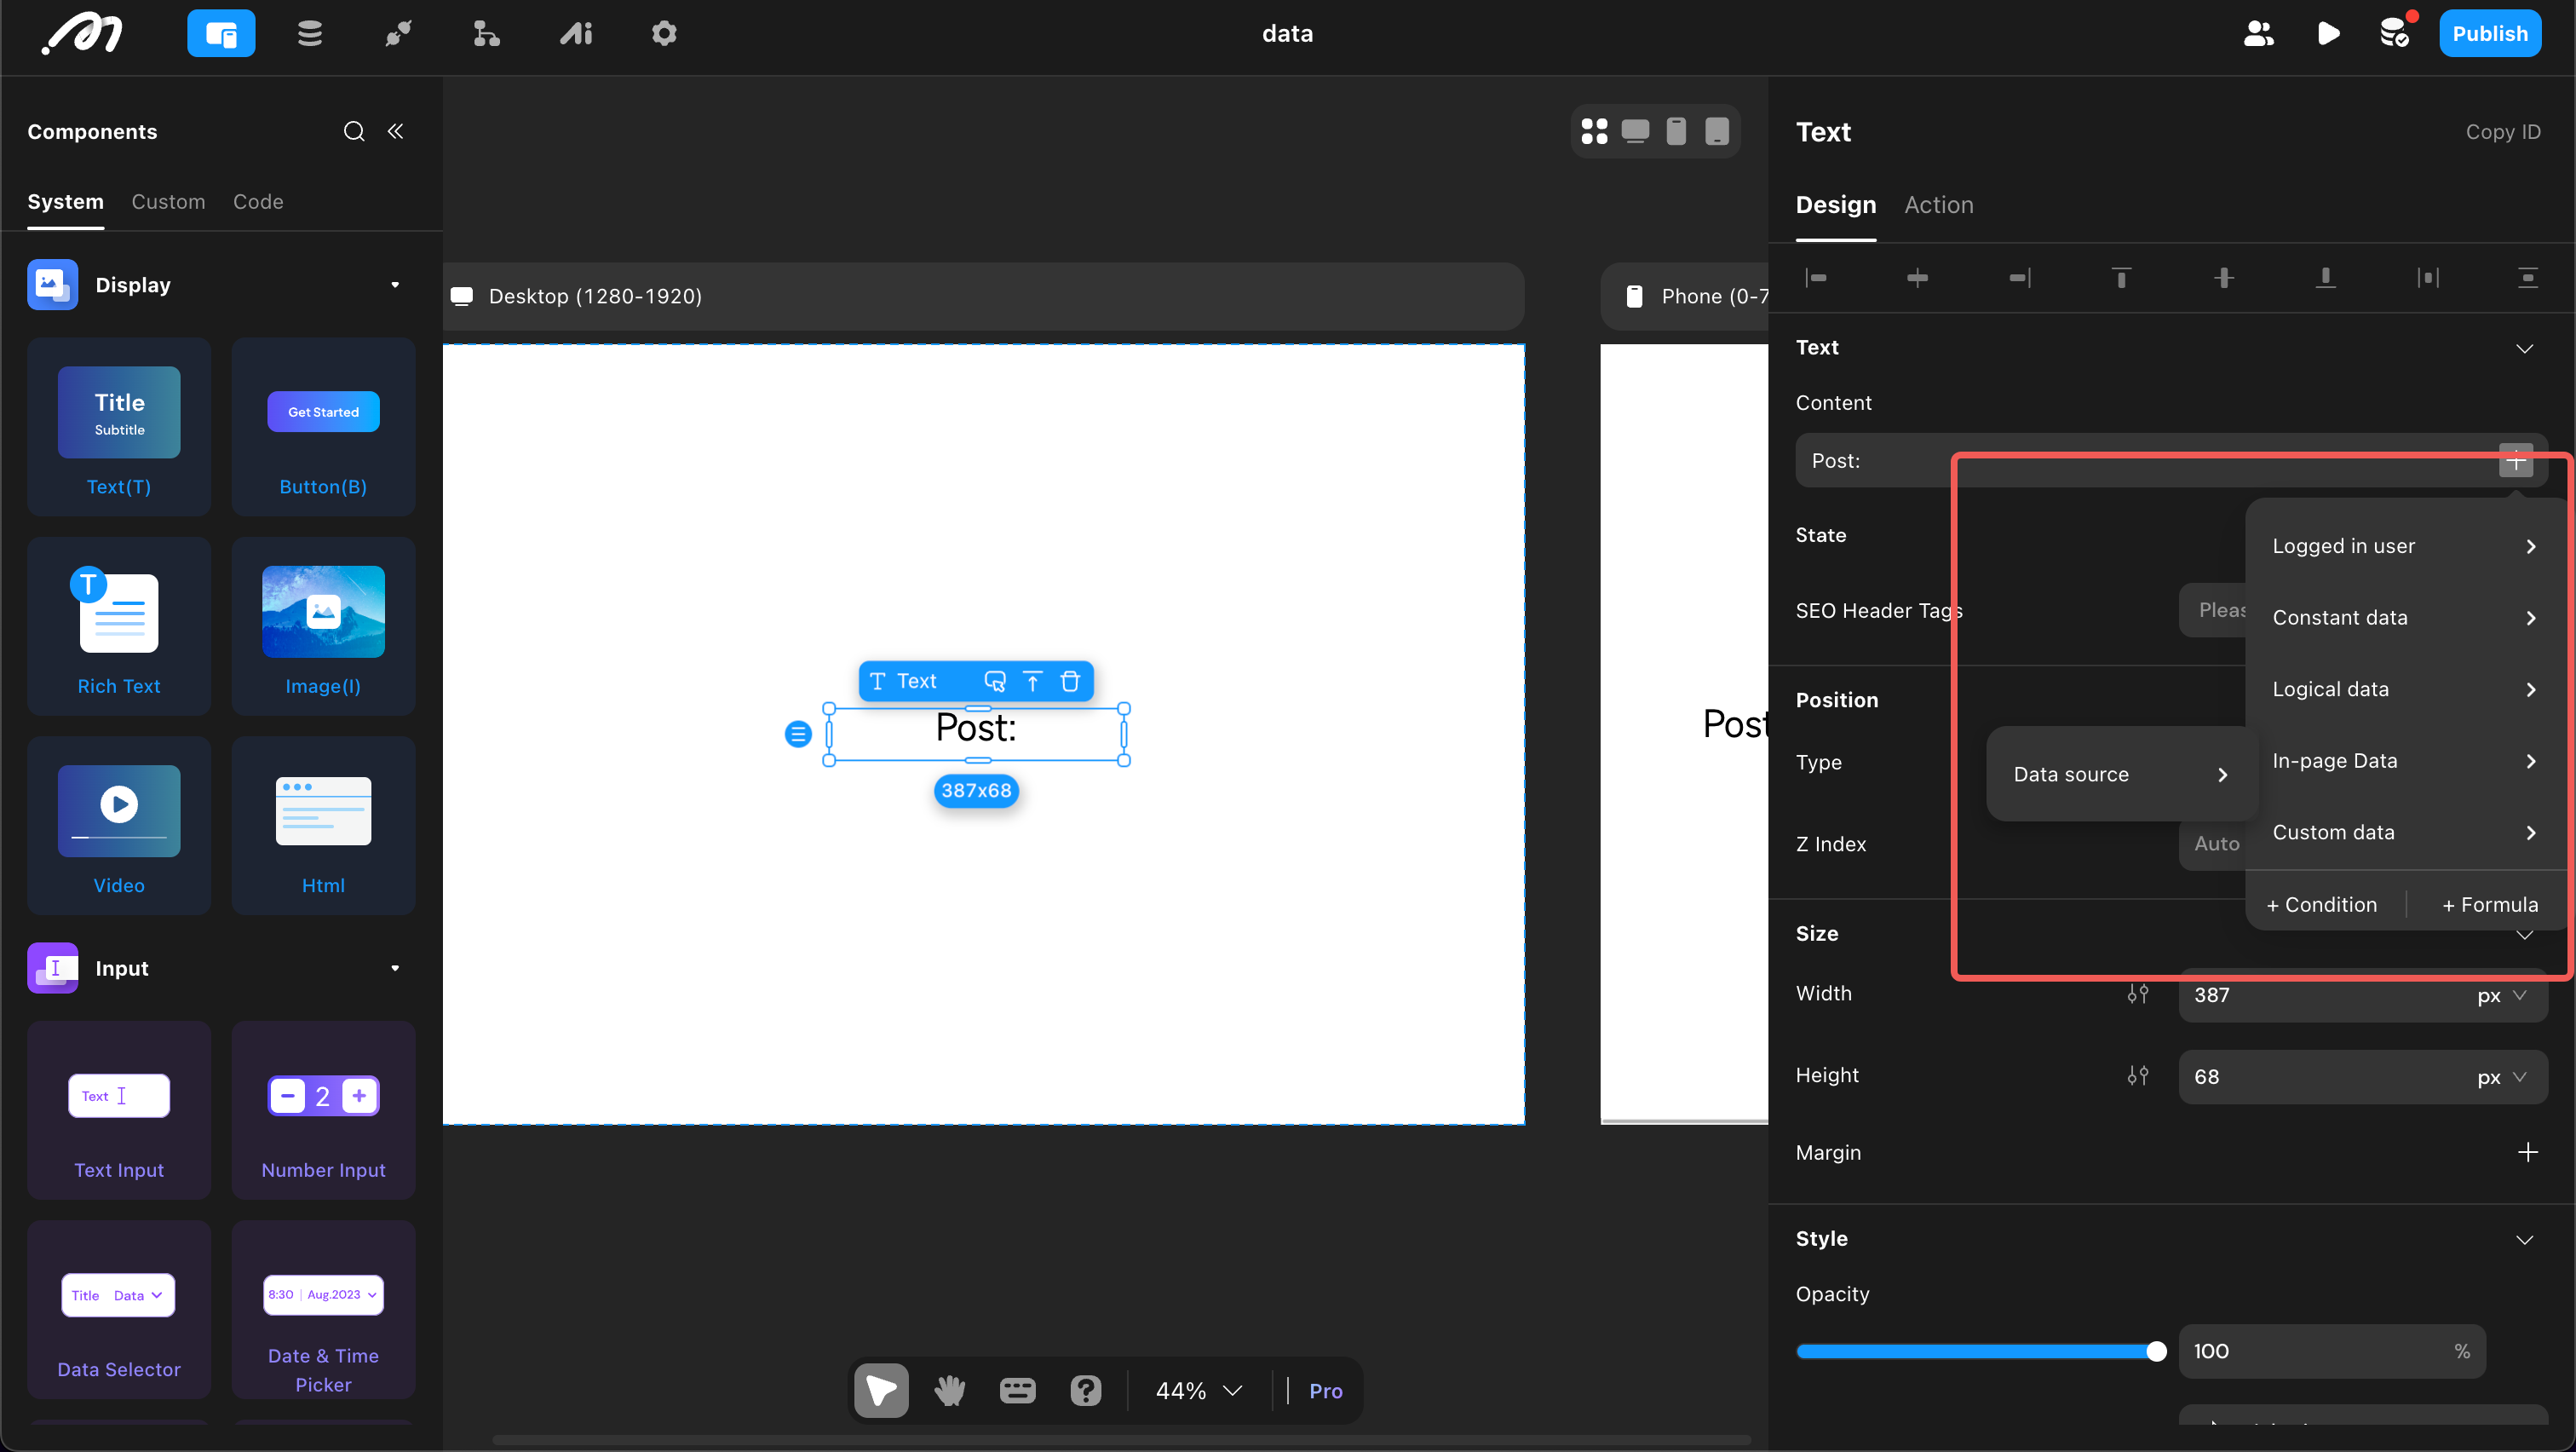 data
Publish
Components
System
Custom
Code
Display
Title
Subtitle
Text(T)
Get Started
Button(B)
T
Rich Text
Image(I)
Video
Html
Input
Text
Text Input
2
Number Input
Title Data
Data Selector
8:30 Aug.2023
Date & Time
Picker
Desktop (1280-1920)
Phone (0-7
T Text
Post:
387x68
Post
44%
Pro
Text
Copy ID
Design
Action
Text
Content
Post:
State
SEO Header Tags
Pleas
Position
Type
Z Index
Auto
Logged in user
Constant data
Logical data
In-page Data
Custom data
+ Condition
+ Formula
Data source
Size
Width
387
px
Height
68
px
Margin
Style
Opacity
100
%